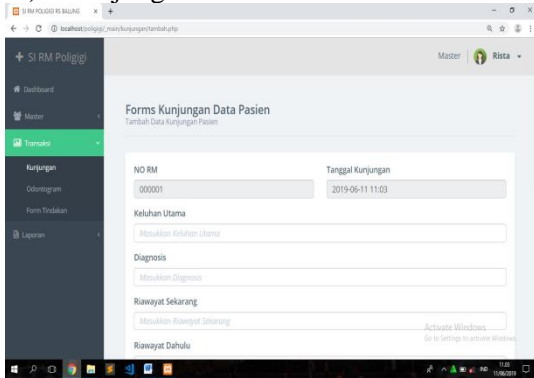 SI RM POLIGIGI RS BALUNG
localhost/poligigi/_main/kunjungan/tambah.php
SI RM Poligigi
Master
Rista
Dashboard
Master
Transaksi
Kunjungan
Odontogram
Form Tindakan
Laporan
Forms Kunjungan Data Pasien
Tambah Data Kunjungan Pasien
NO RM
Tanggal Kunjungan
000001
2019-06-11 11:03
Keluhan Utama
Masukkan Keluhan Utama
Diagnosis
Masukkan Diagnosis
Riawayat Sekarang
Masukkan Riawayat Sekarang
Riawayat Dahulu
Activate Windows
Go to Settings to activate Windows.
IND
11.03
11/06/2019